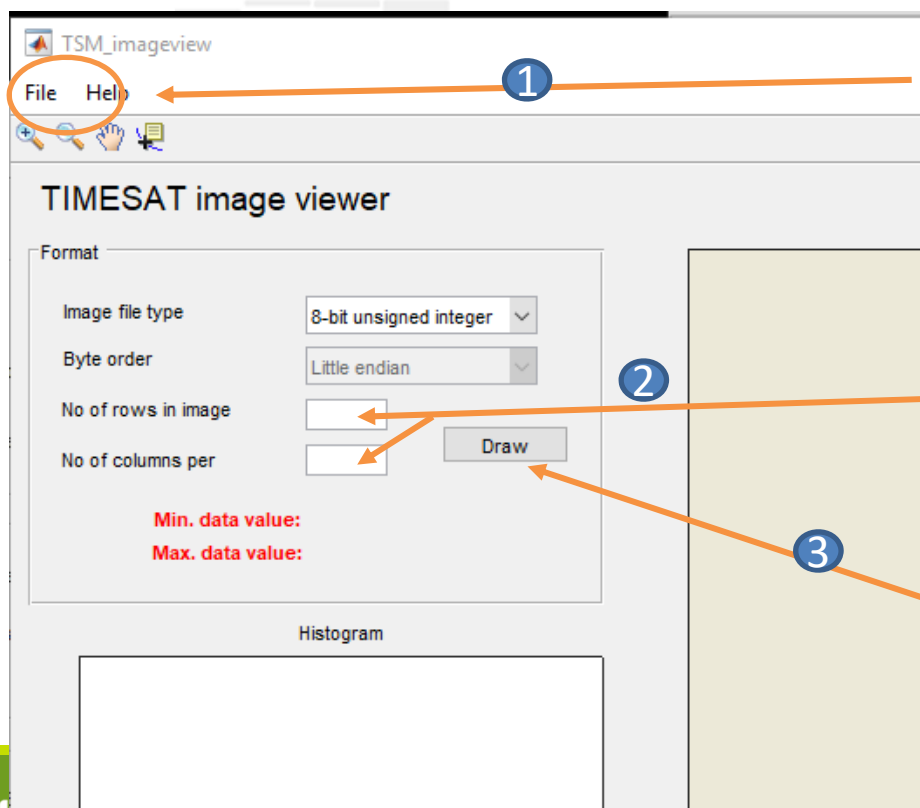 TSM_imageview
File Help
1
TIMESAT image viewer
Format
Image file type 8-bit unsigned integer
Byte order Little endian
2
No of rows in image
Draw
No of columns per
Min. data value:
Max. data value:
3
Histogram